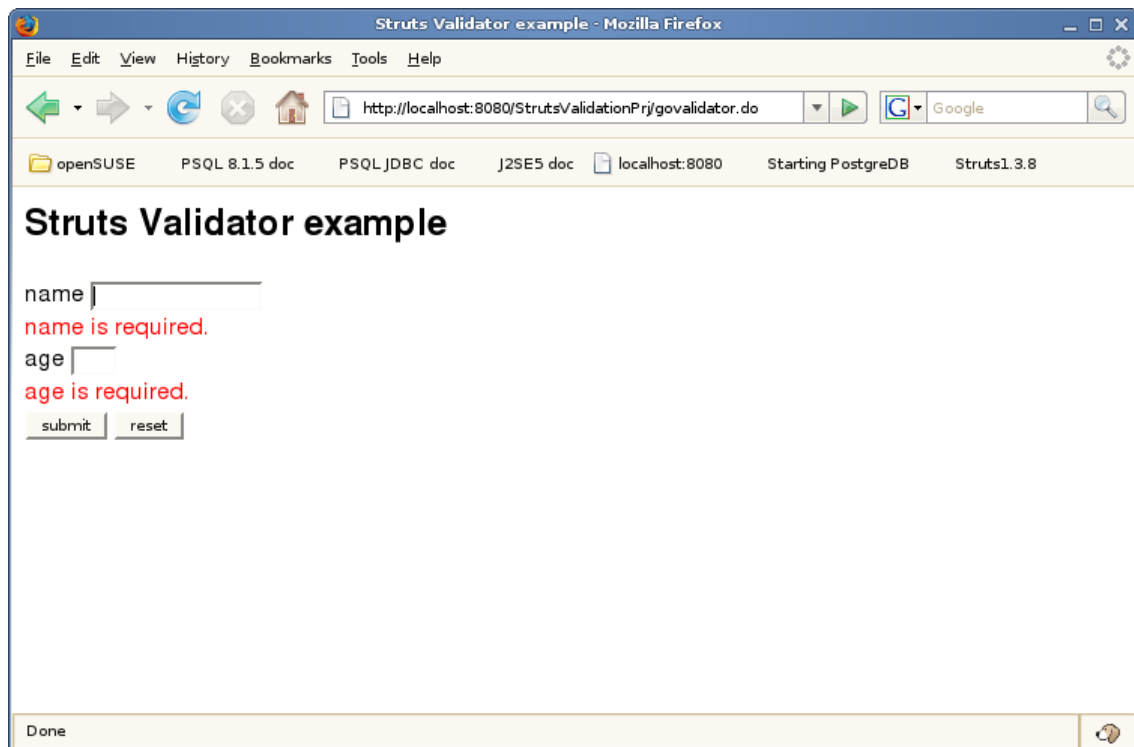 Struts Validator example - Mozilla Firefox
File Edit View History Bookmarks Tools Help
http://localhost:8080/StrutsValidationPrj/govalidator.do G Google
openSUSE PSQL 8.1.5 doc PSQL JDBC doc J2SE5 doc localhost:8080 Starting PostgreDB Struts1.3.8
Struts Validator example
name
name is required.
age
age is required.
submit reset
Done